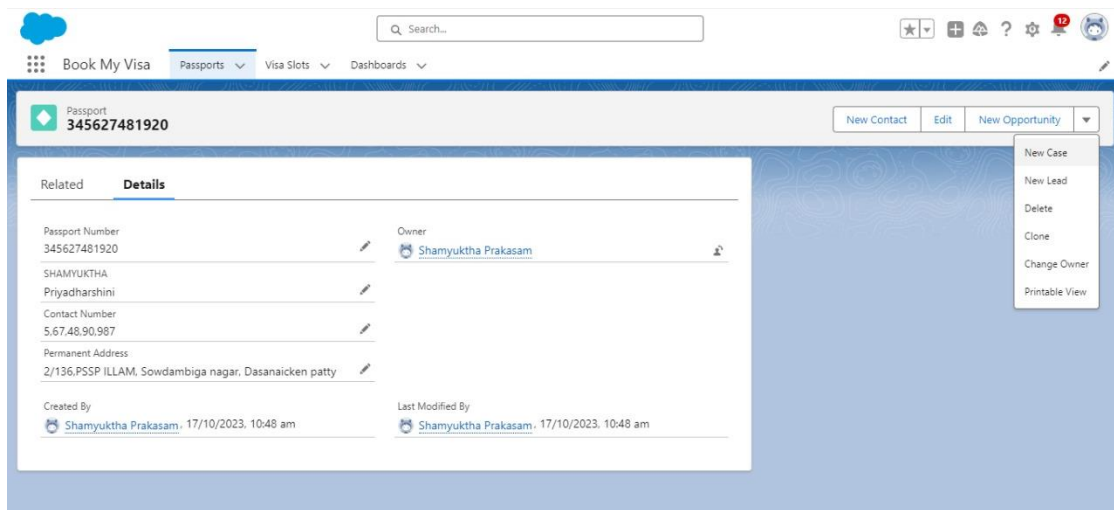 Search...
12
Book My Visa Passports Visa Slots Dashboards
Passport
345627481920
New Contact Edit New Opportunity
New Case
New Lead
Delete
Clone
Change Owner
Printable View
Related Details
Passport Number
345627481920
Owner
Shamyuktha Prakasam
SHAMYUKTHA
Priyadharshini
Contact Number
5,67,48,90,987
Permanent Address
2/136,PSSP ILLAM, Sowdambiga nagar, Dasanaicken patty
Created By
Shamyuktha Prakasam, 17/10/2023, 10:48 am
Last Modified By
Shamyuktha Prakasam, 17/10/2023, 10:48 am